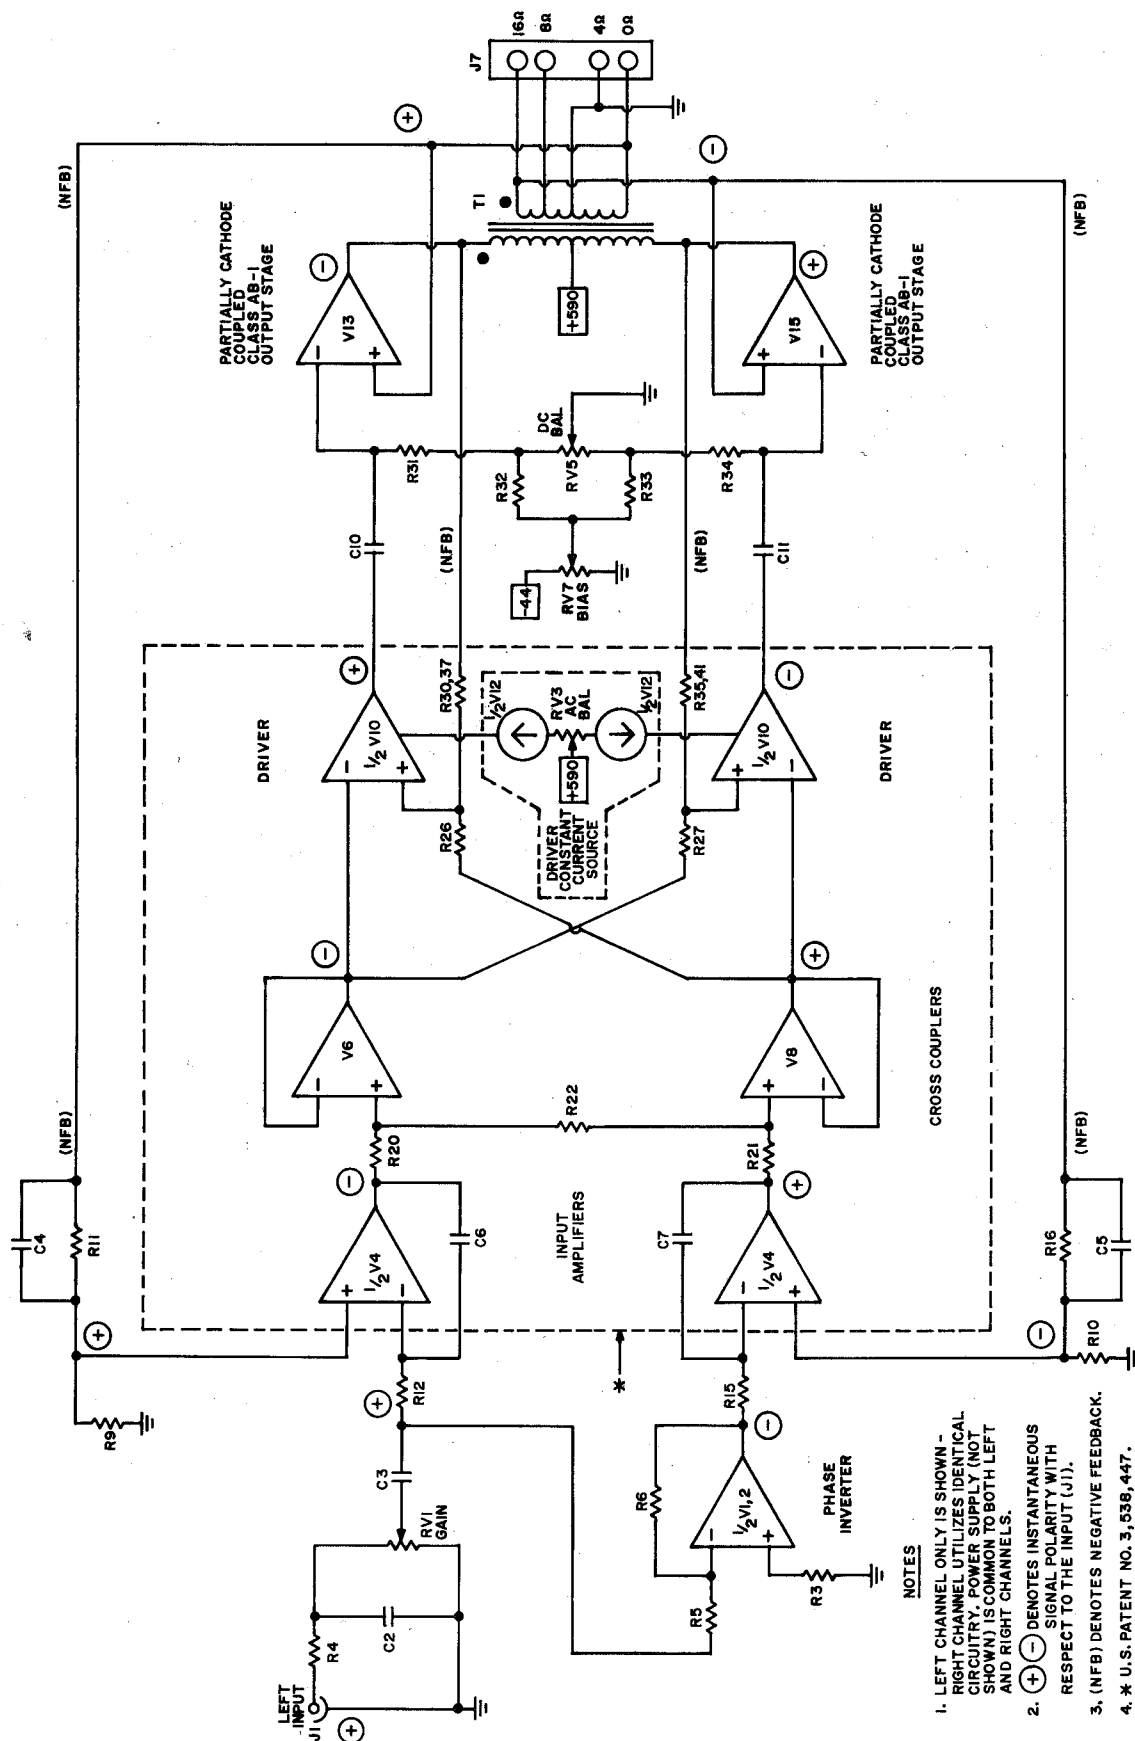 J7
16Ω
8Ω
4Ω
0Ω
+
(NFB)
T1
-
(NFB)
PARTIALLY CATHODE
COUPLED
CLASS AB-1
OUTPUT STAGE
-
V13
-
+
+590
+
V15
+
-
PARTIALLY CATHODE
COUPLED
CLASS AB-1
OUTPUT STAGE
R31
R32
DC
BAL
RV5
R33
R34
C10
(NFB)
-44
RV7
BIAS
(NFB)
C11
DRIVER
+
1/2 V10
-
+
R30,37
1/2 V12
RV3
AC
BAL
+590
1/2 V12
R35,41
-
1/2 V10
+
-
DRIVER
R26
DRIVER
CONSTANT
CURRENT
SOURCE
R27
-
V6
-
+
+
V8
+
-
CROSS COUPLERS
(NFB)
R22
(NFB)
R20
R21
C4
R11
-
1/2 V4
+
-
C6
INPUT
AMPLIFIERS
C7
+
1/2 V4
-
+
R16
C5
+
R9
+
R12
*
R15
-
-
R10
C3
RV1
GAIN
R6
1/2 V1,2
-
+
PHASE
INVERTER
R4
C2
R5
R3
LEFT
INPUT
J1
+
NOTES
1. LEFT CHANNEL ONLY IS SHOWN -
RIGHT CHANNEL UTILIZES IDENTICAL
CIRCUITRY. POWER SUPPLY (NOT
SHOWN) IS COMMON TO BOTH LEFT
AND RIGHT CHANNELS.
2. + - DENOTES INSTANTANEOUS
SIGNAL POLARITY WITH
RESPECT TO THE INPUT (J1).
3. (NFB) DENOTES NEGATIVE FEEDBACK.
4. * U.S. PATENT NO. 3,538,447.